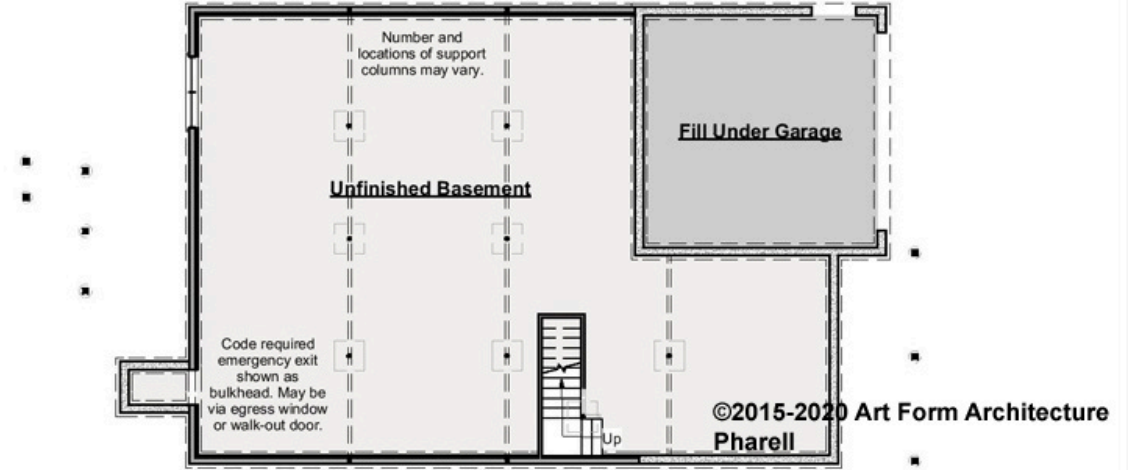 Number and
locations of support
columns may vary.
Fill Under Garage
Unfinished Basement
Code required
emergency exit
shown as
bulkhead. May be
via egress window
or walk-out door.
Up
©2015-2020 Art Form Architecture
Pharell